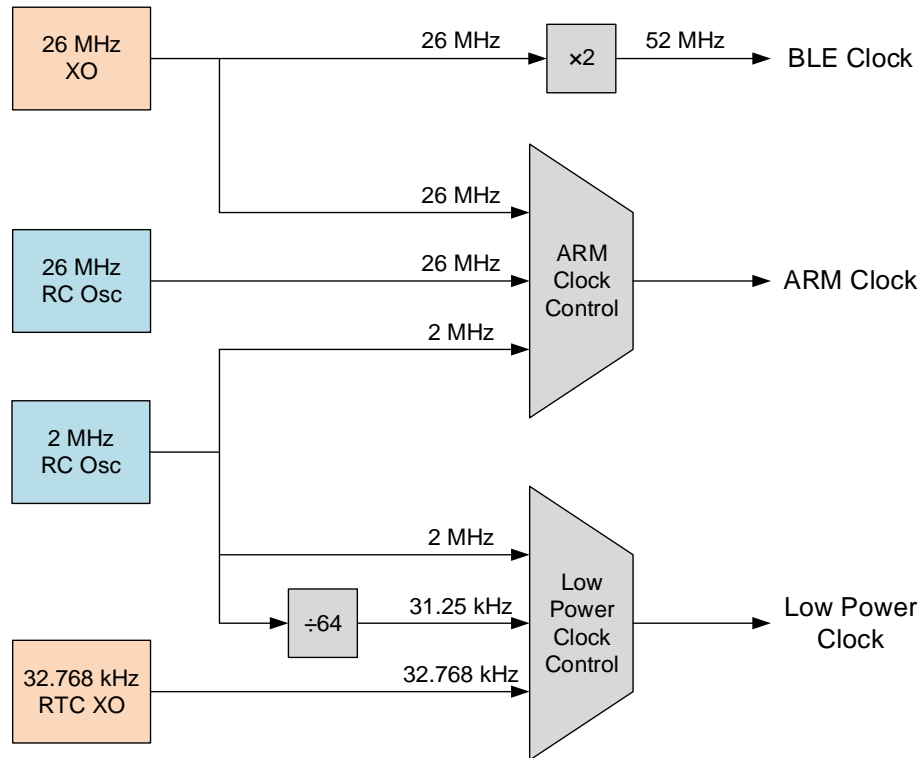 26 MHz
XO
26 MHz
×2
52 MHz
BLE Clock
26 MHz
26 MHz
RC Osc
26 MHz
ARM
Clock
Control
ARM Clock
2 MHz
2 MHz
RC Osc
2 MHz
÷64
31.25 kHz
Low
Power
Clock
Control
Low Power
Clock
32.768 kHz
RTC XO
32.768 kHz